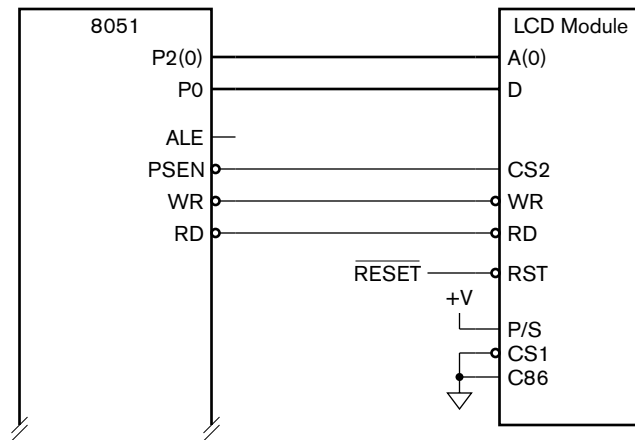 8051
LCD Module
P2(0)
A(0)
P0
D
ALE
PSEN
CS2
WR
WR
RD
RD
RESET
RST
+V
P/S
CS1
C86